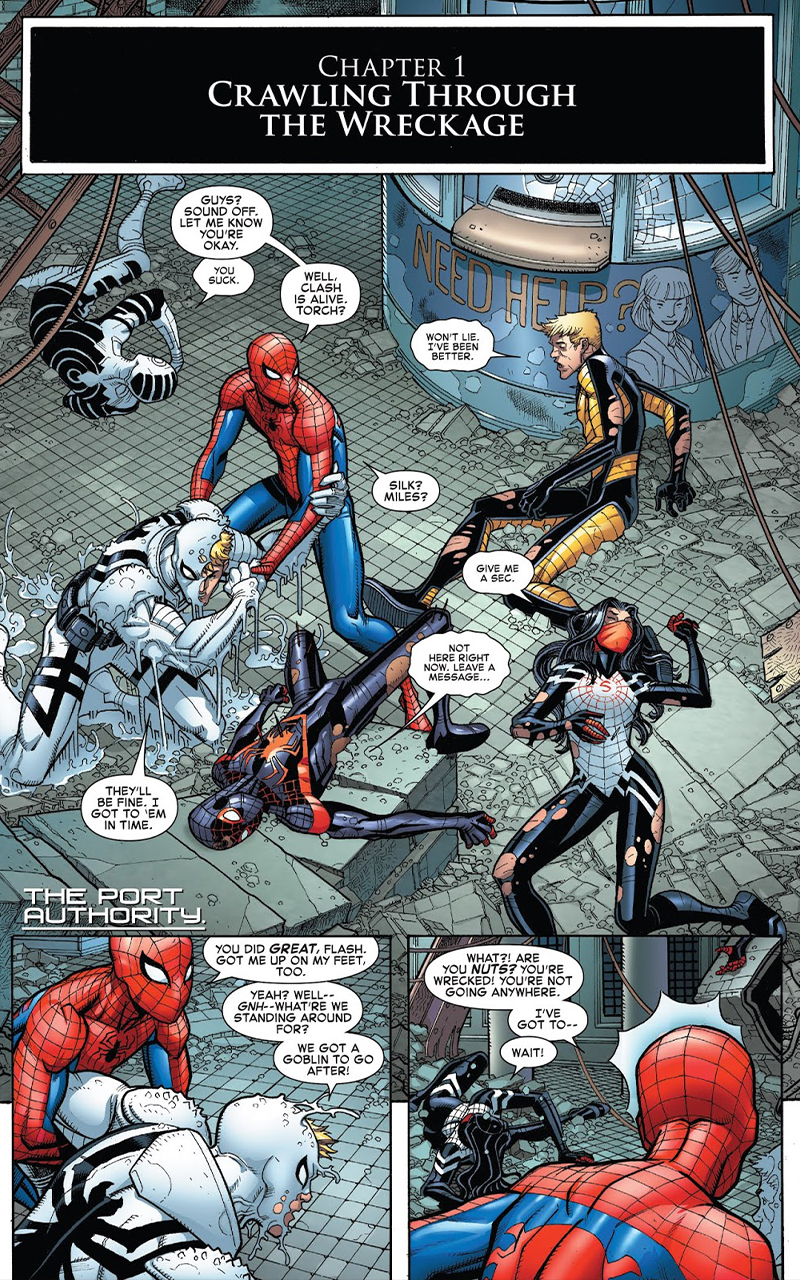 CHAPTER 1
CRAWLING THROUGH
THE WRECKAGE
GUYS?
SOUND OFF.
LET ME KNOW
YOU'RE
OKAY.
YOU
SUCK.
WELL,
CLASH
IS ALIVE.
TORCH?
NEED HELP?
WON'T LIE.
I'VE BEEN
BETTER.
SILK?
MILES?
GIVE ME
A SEC.
NOT
HERE RIGHT
NOW. LEAVE A
MESSAGE...
S
THEY'LL
BE FINE. I
GOT TO 'EM
IN TIME.
THE PORT
AUTHORITY.
YOU DID GREAT, FLASH.
GOT ME UP ON MY FEET,
TOO.
YEAH? WELL--
GNH--WHAT'RE WE
STANDING AROUND
FOR?
WE GOT A
GOBLIN TO GO
AFTER!
WHAT?! ARE
YOU NUTS? YOU'RE
WRECKED! YOU'RE NOT
GOING ANYWHERE.
I'VE
GOT TO--
WAIT!